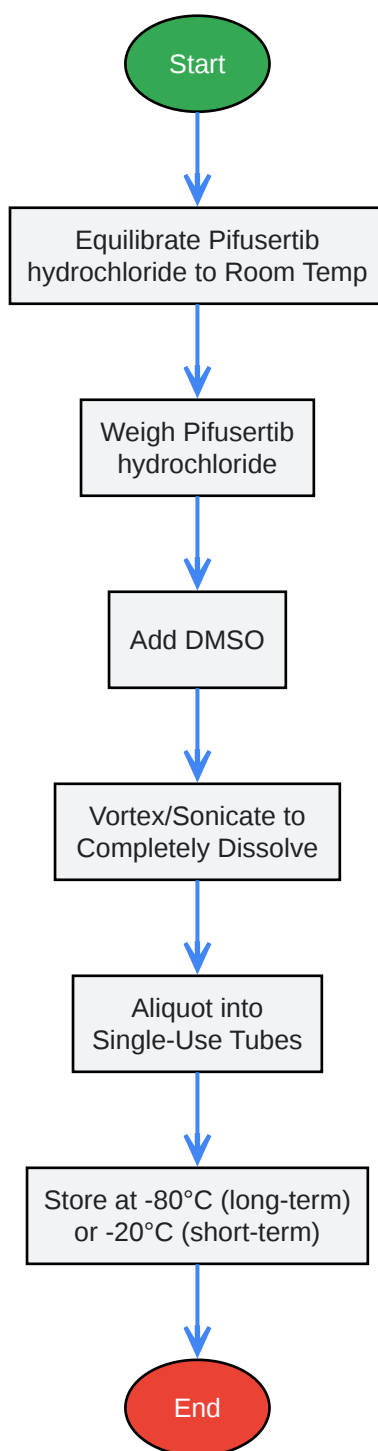 Start
Equilibrate Pifusertib
hydrochloride to Room Temp
Weigh Pifusertib
hydrochloride
Add DMSO
Vortex/Sonicate to
Completely Dissolve
Aliquot into
Single-Use Tubes
Store at -80°C (long-term)
or -20°C (short-term)
End